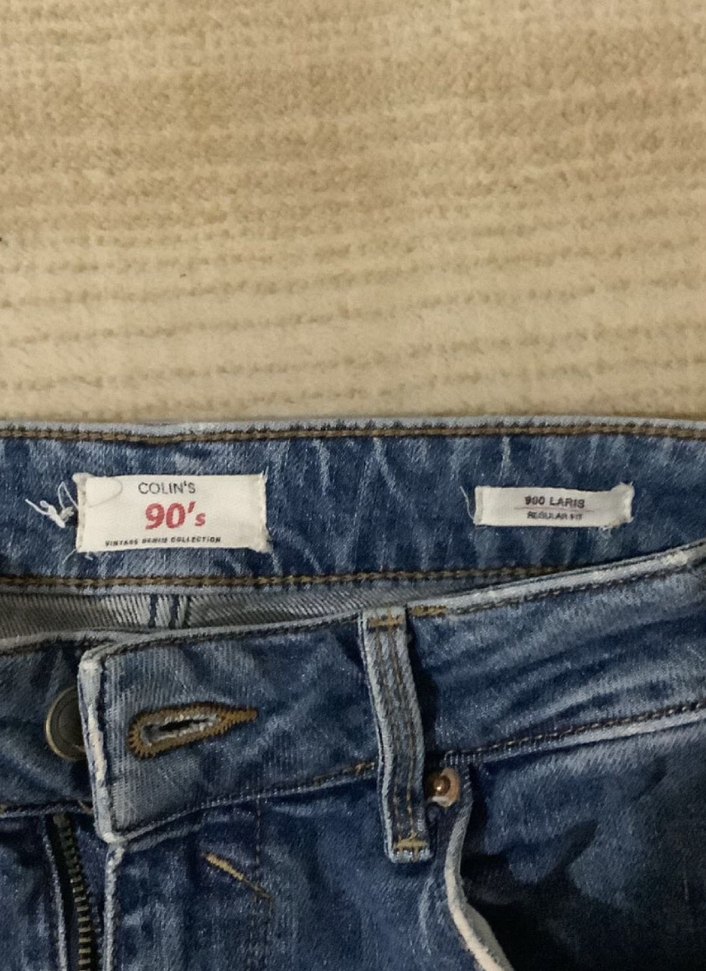 COLIN'S
90's
VINTAGE DENIM COLLECTION
900 LARIS
REGULAR FIT